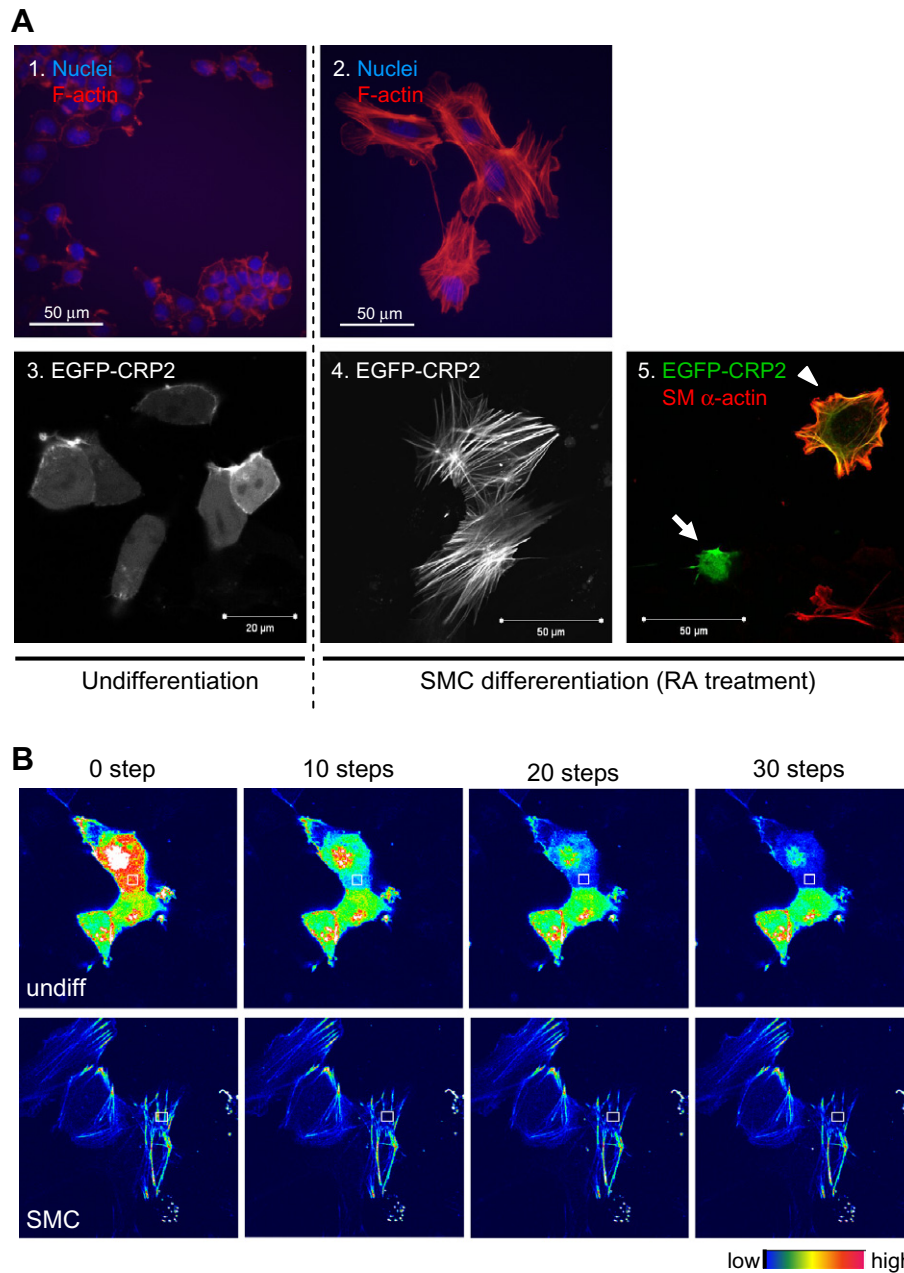 A
1. Nuclei
F-actin
50 μm
2. Nuclei
F-actin
50 μm
3. EGFP-CRP2
20 μm
4. EGFP-CRP2
50 μm
5. EGFP-CRP2
SM α-actin
50 μm
Undifferentiation
SMC differerentiation (RA treatment)
B
0 step
10 steps
20 steps
30 steps
undiff
SMC
low
high